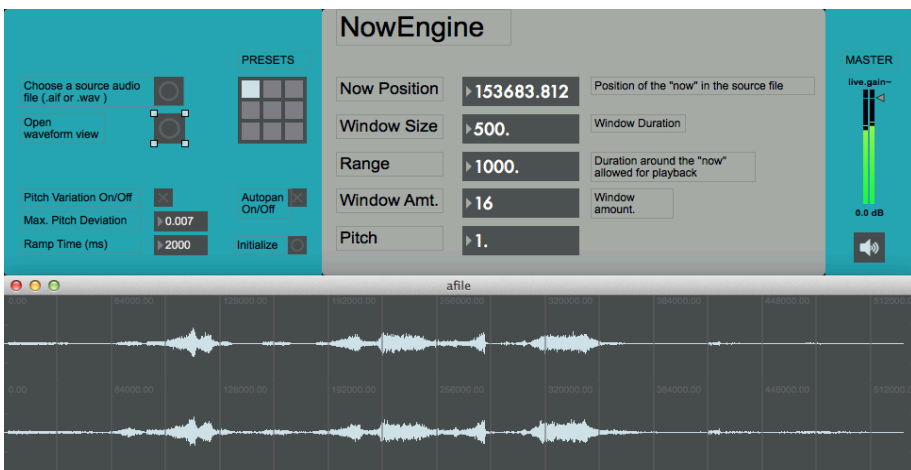 NowEngine
PRESETS
MASTER
Choose a source audio
file (.aif or .wav )
Open
waveform view
Now Position
153683.812
Position of the "now" in the source file
Window Size
500.
Window Duration
Range
1000.
Duration around the "now"
allowed for playback
Window Amt.
16
Window
amount.
Pitch
1.
live.gain~
0.0 dB
Pitch Variation On/Off
Autopan
On/Off
Max. Pitch Deviation
0.007
Ramp Time (ms)
2000
Initialize
afile
0.00 64000.00 128000.00 192000.00 256000.00 320000.00 384000.00 448000.00 512000.0
0.00 64000.00 128000.00 192000.00 256000.00 320000.00 384000.00 448000.00 512000.0